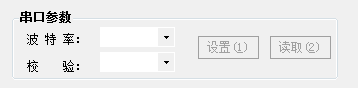 串口参数
波 特 率:
设置(1) 读取(2)
校　　验: